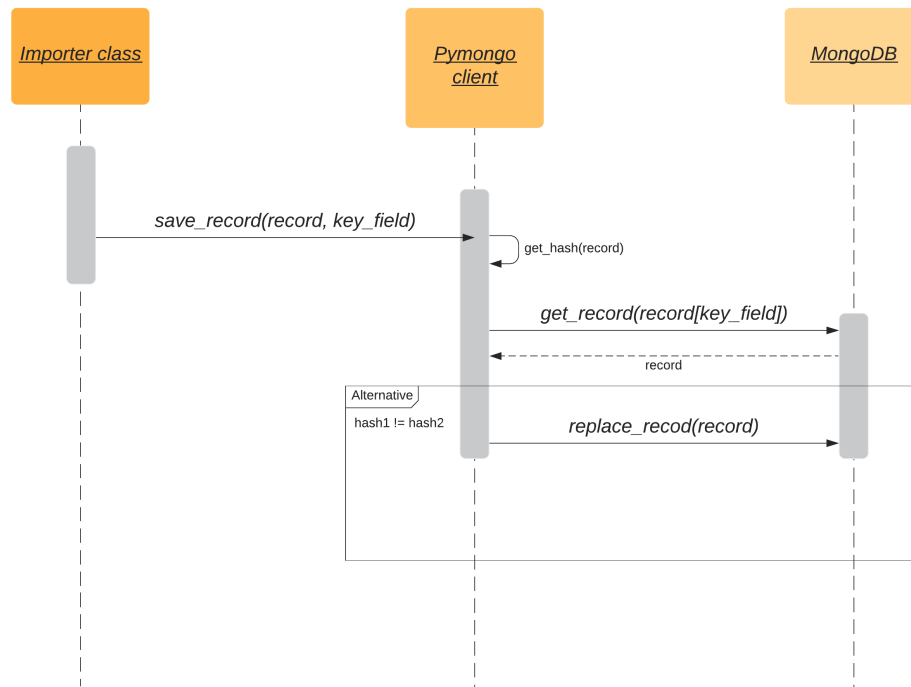 Importer class
Pymongo
client
MongoDB
save_record(record, key_field)
get_hash(record)
get_record(record[key_field])
record
Alternative
hash1 != hash2
replace_recod(record)